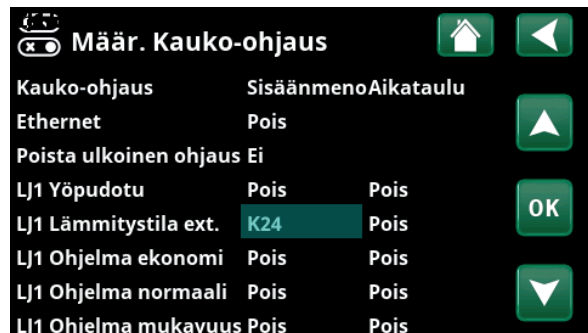 Määr. Kauko-ohjaus
Kauko-ohjaus SisäänmenoAikataulu
Ethernet Pois
Poista ulkoinen ohjaus Ei
LJ1 Yöpudotu Pois Pois
LJ1 Lämmitystila ext. K24 Pois
OK
LJ1 Ohjelma ekonomi Pois Pois
LJ1 Ohjelma normaali Pois Pois
LJ1 Ohjelma mukavuus Pois Pois